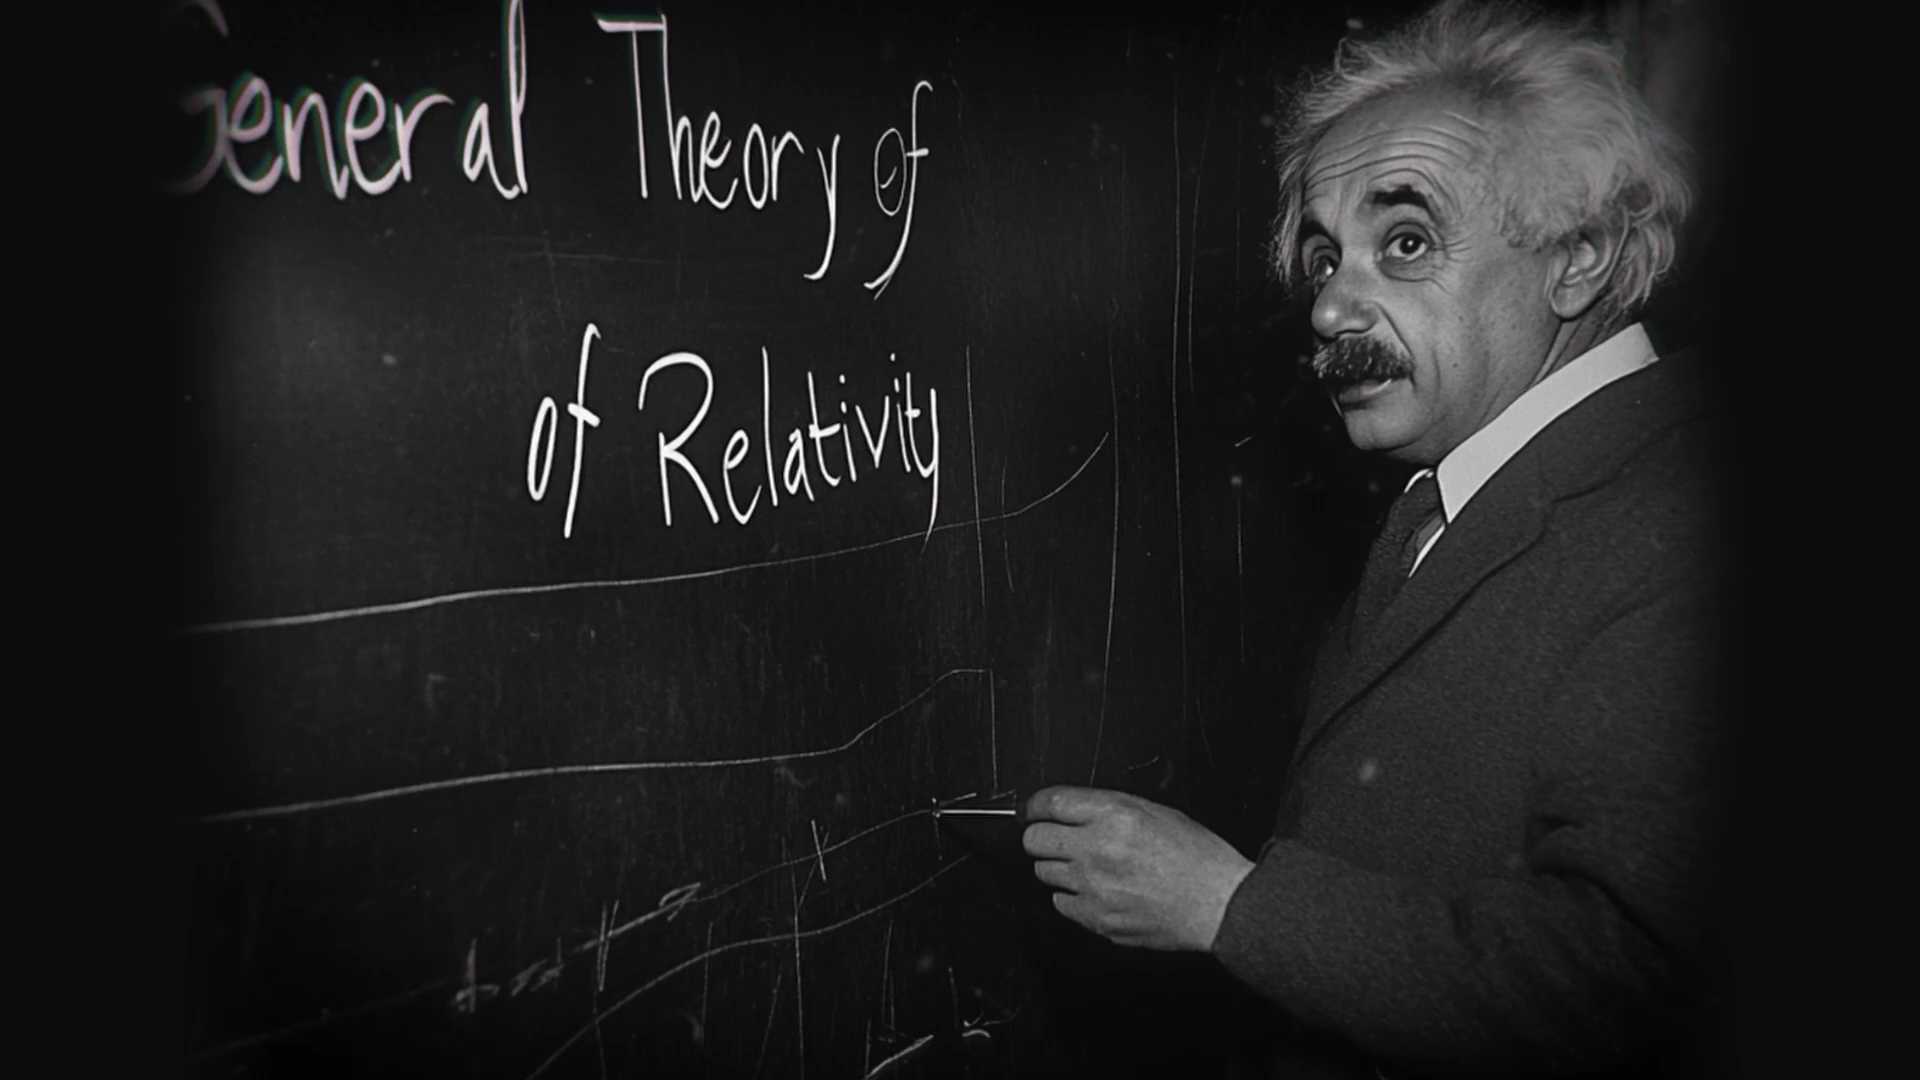 General Theory of
of Relativity